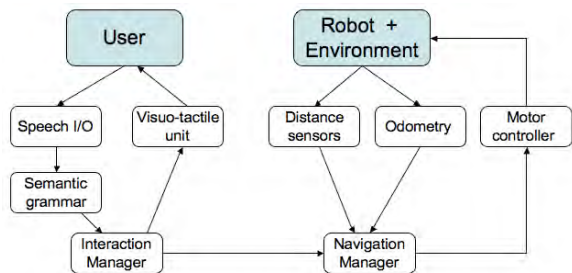 User
Robot +
Environment
Speech I/O
Visuo-tactile
unit
Distance
sensors
Odometry
Motor
controller
Semantic
grammar
Interaction
Manager
Navigation
Manager